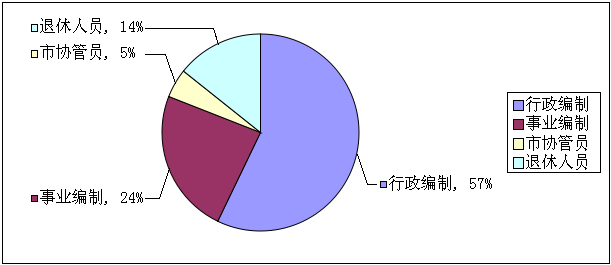 退休人员, 14%
市协管员, 5%
事业编制, 24%
行政编制, 57%
行政编制
事业编制
市协管员
退休人员